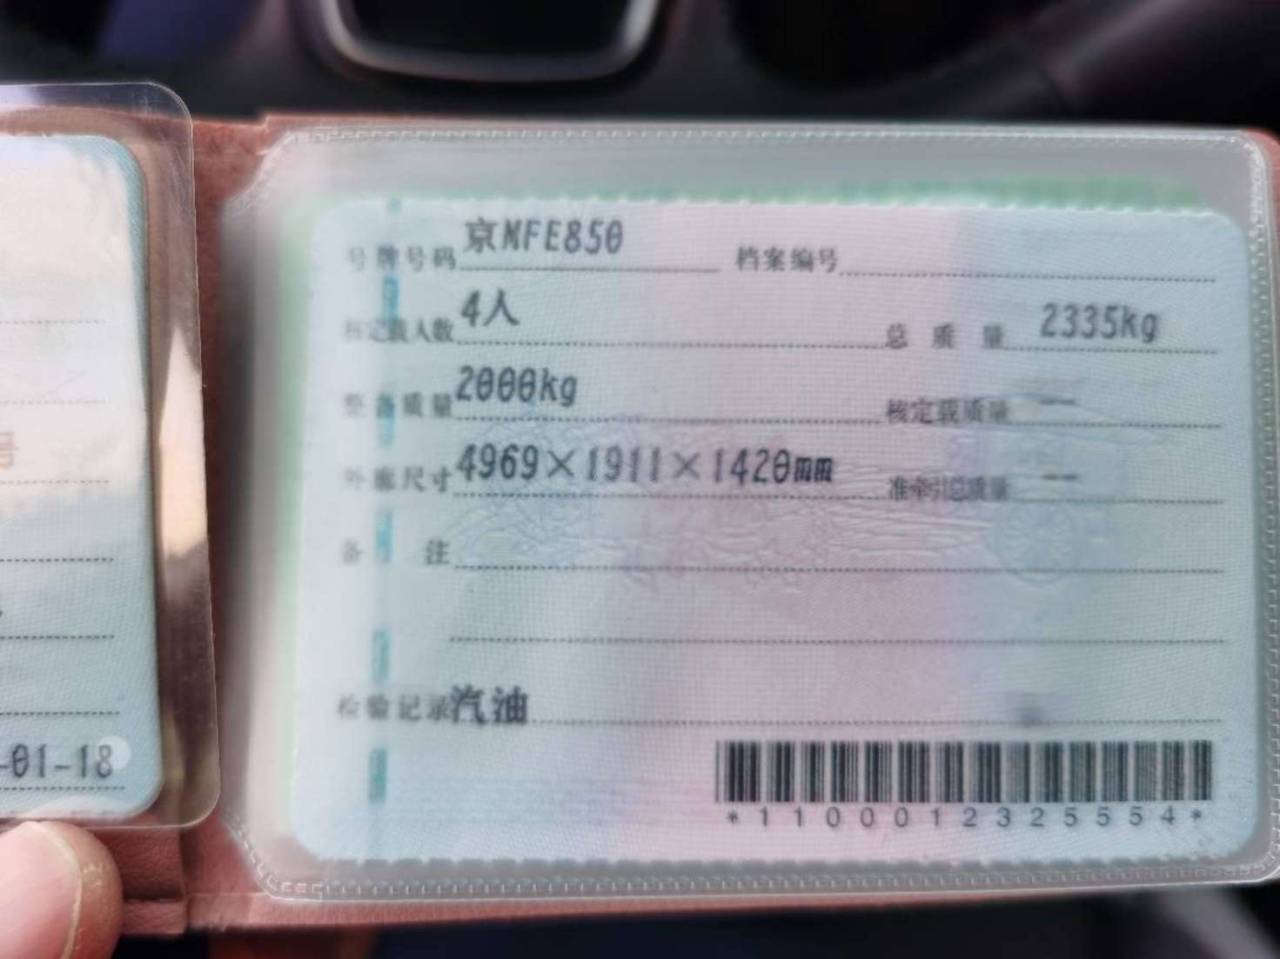 号牌号码 京NFE850 档案编号
核定载人数 4人 总质量 2335kg
整备质量 2000kg 核定载质量 --
外廓尺寸 4969×1911×1420mm 准牵引总质量 --
备注
检验记录 汽油
*1100012325554*
号
-01-18